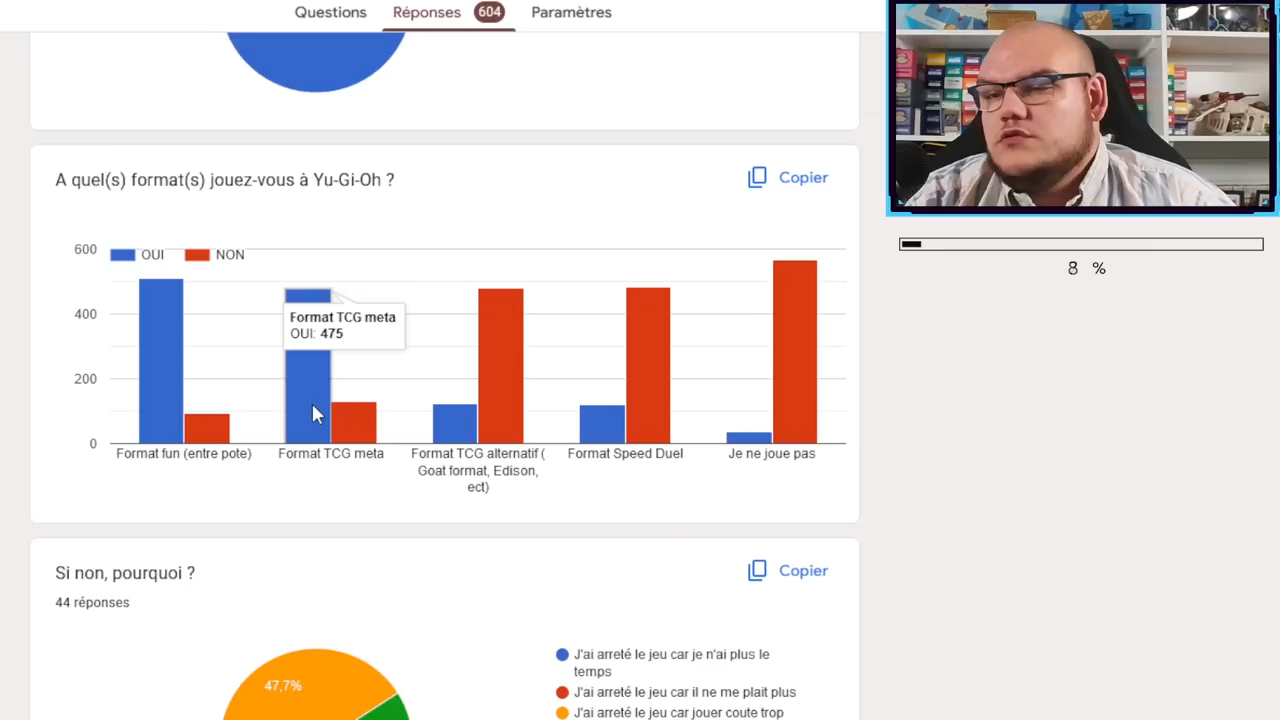 Questions Réponses 604 Paramètres
A quel(s) format(s) jouez-vous à Yu-Gi-Oh ?
Copier
600
OUI NON
400
200
0
Format TCG meta
OUI: 475
Format fun (entre pote)
Format TCG meta
Format TCG alternatif (
Goat format, Edison,
ect)
Format Speed Duel
Je ne joue pas
8 %
Si non, pourquoi ?
Copier
44 réponses
47,7%
J'ai arreté le jeu car je n'ai plus le
temps
J'ai arreté le jeu car il ne me plait plus
J'ai arreté le jeu car jouer coute trop